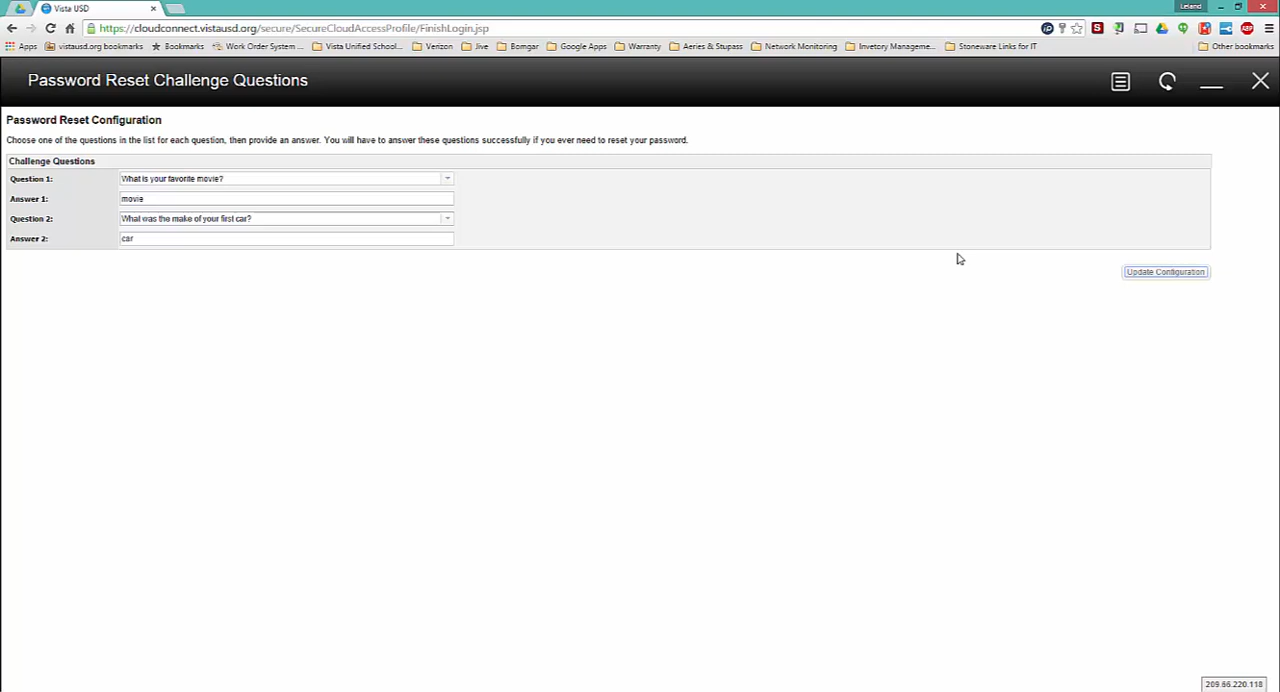 Vista USD
Leland
https://cloudconnect.vistausd.org/secure/SecureCloudAccessProfile/FinishLogin.jsp
Apps vistausd.org bookmarks Bookmarks Work Order System ... Vista Unified School... Verizon Jive Bomgar Google Apps Warranty Aeries & Stupass Network Monitoring Invetory Manageme... Stoneware Links for IT Other bookmarks
Password Reset Challenge Questions
Password Reset Configuration
Choose one of the questions in the list for each question, then provide an answer. You will have to answer these questions successfully if you ever need to reset your password.
Challenge Questions
Question 1: What is your favorite movie?
Answer 1: movie
Question 2: What was the make of your first car?
Answer 2: car
Update Configuration
209.66.220.118